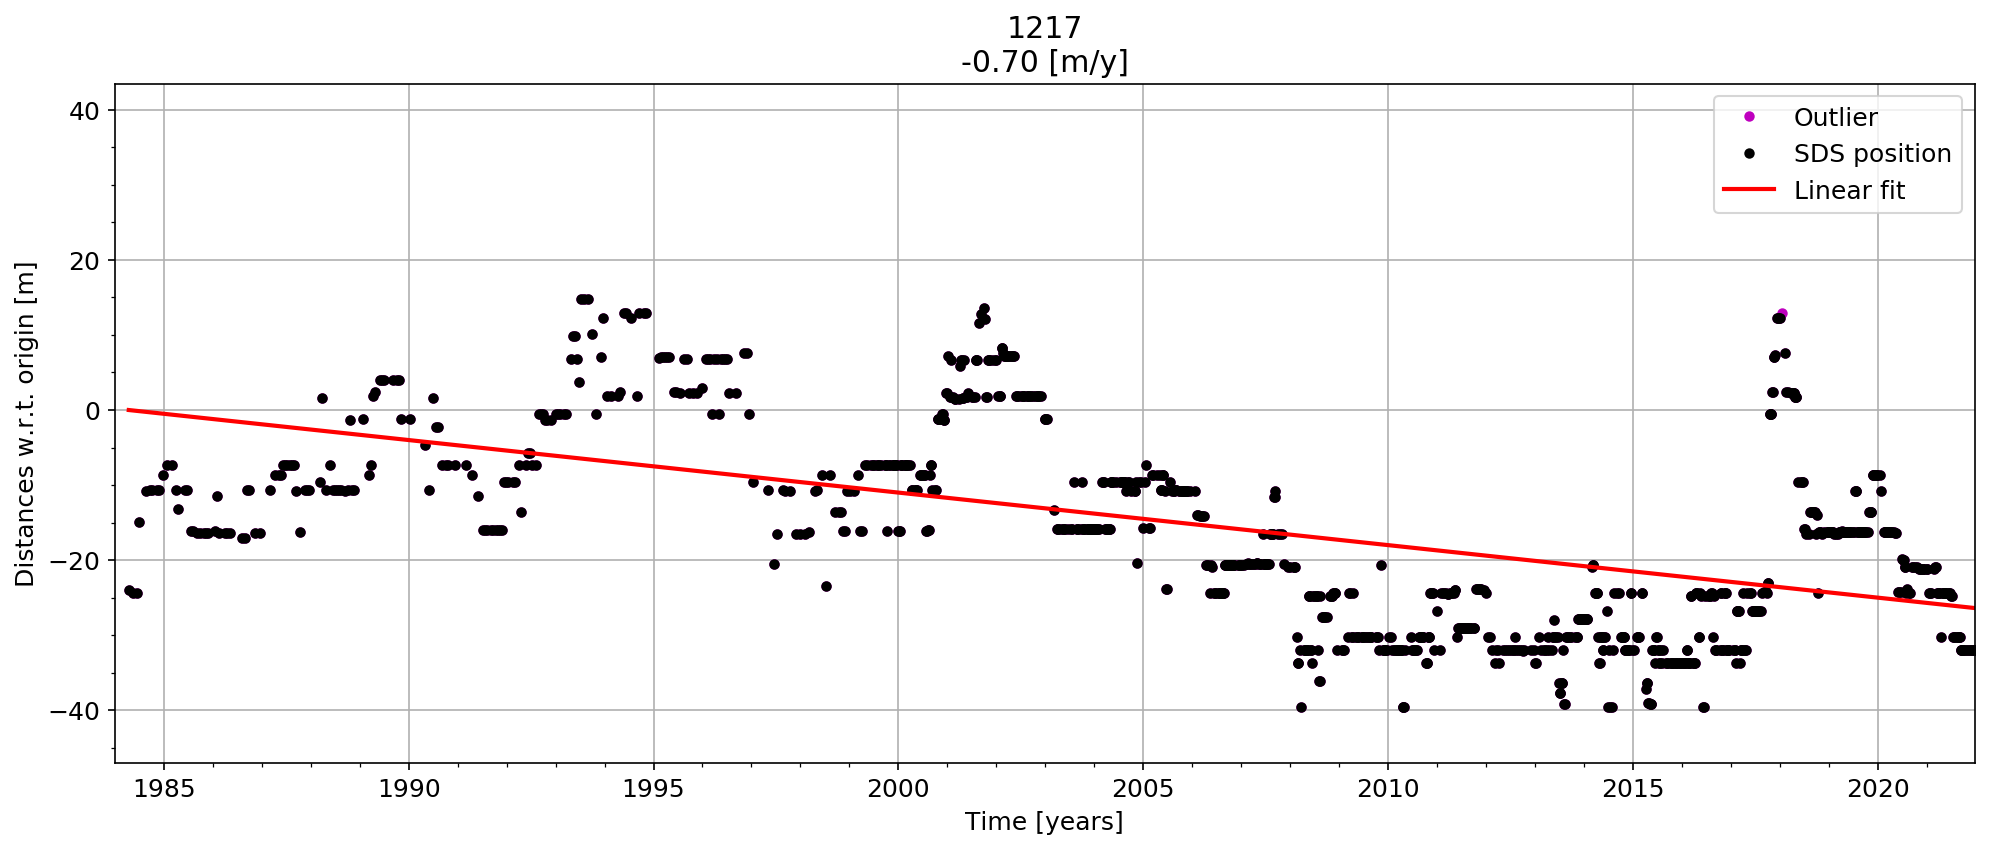 1217
-0.70 [m/y]
Outlier
SDS position
Linear fit
Distances w.r.t. origin [m]
40
20
0
−20
−40
1985
1990
1995
2000
2005
2010
2015
2020
Time [years]